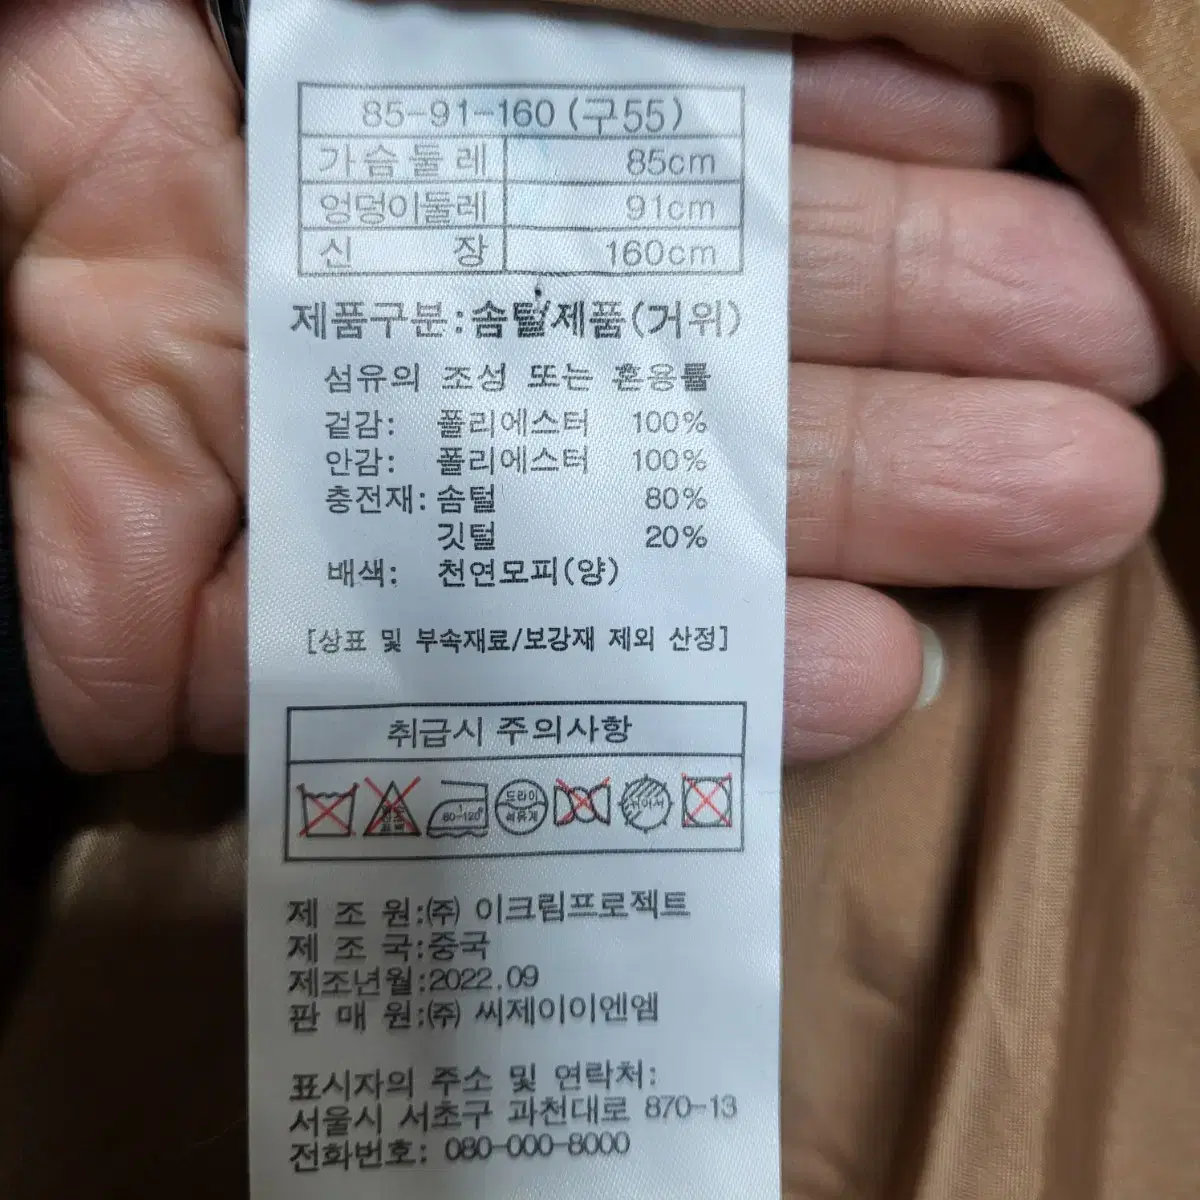 85-91-160 (구55)
가슴둘레 85cm
엉덩이둘레 91cm
신 장 160cm
제품구분:솜털제품(거위)
섬유의 조성 또는 혼용률
겉감: 폴리에스터 100%
안감: 폴리에스터 100%
충전재: 솜털 80%
깃털 20%
배색: 천연모피(양)
[상표 및 부속재료/보강재 제외 산정]
취급시 주의사항
80-120°
드라이
석유계
제 조 원:㈜ 이크림프로젝트
제 조 국:중국
제조년월:2022.09
판 매 원:㈜ 씨제이이엔엠
표시자의 주소 및 연락처:
서울시 서초구 과천대로 870-13
전화번호: 080-000-8000